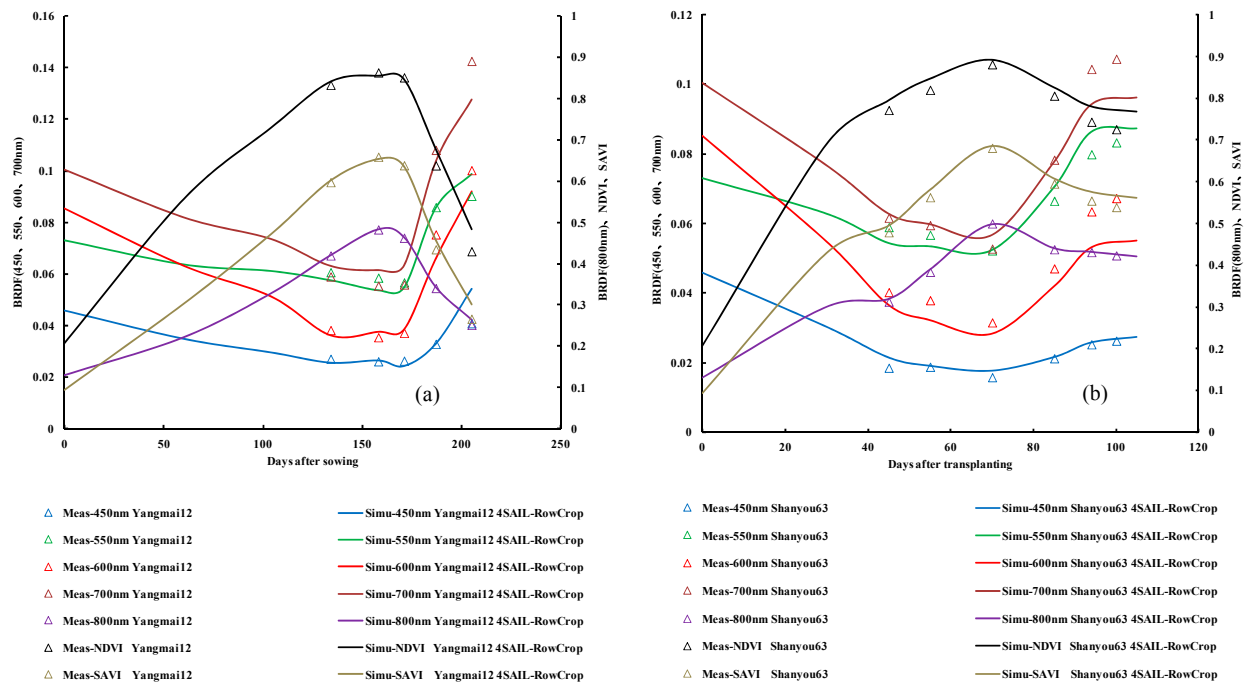 0.16
0.14
0.12
0.1
0.08
0.06
0.04
0.02
0
BRDF(450、550、600、700nm)
1
0.9
0.8
0.7
0.6
0.5
0.4
0.3
0.2
0.1
0
BRDF(800nm)、NDVI、SAVI
0 50 100 150 200 250
Days after sowing
(a)
0.12
0.1
0.08
0.06
0.04
0.02
0
BRDF(450、550、600、700nm)
1
0.9
0.8
0.7
0.6
0.5
0.4
0.3
0.2
0.1
0
BRDF(800nm)、NDVI、SAVI
0 20 40 60 80 100 120
Days after transplanting
(b)
Meas-450nm Yangmai12 Simu-450nm Yangmai12 4SAIL-RowCrop
Meas-550nm Yangmai12 Simu-550nm Yangmai12 4SAIL-RowCrop
Meas-600nm Yangmai12 Simu-600nm Yangmai12 4SAIL-RowCrop
Meas-700nm Yangmai12 Simu-700nm Yangmai12 4SAIL-RowCrop
Meas-800nm Yangmai12 Simu-800nm Yangmai12 4SAIL-RowCrop
Meas-NDVI Yangmai12 Simu-NDVI Yangmai12 4SAIL-RowCrop
Meas-SAVI Yangmai12 Simu-SAVI Yangmai12 4SAIL-RowCrop
Meas-450nm Shanyou63 Simu-450nm Shanyou63 4SAIL-RowCrop
Meas-550nm Shanyou63 Simu-550nm Shanyou63 4SAIL-RowCrop
Meas-600nm Shanyou63 Simu-600nm Shanyou63 4SAIL-RowCrop
Meas-700nm Shanyou63 Simu-700nm Shanyou63 4SAIL-RowCrop
Meas-800nm Shanyou63 Simu-800nm Shanyou63 4SAIL-RowCrop
Meas-NDVI Shanyou63 Simu-NDVI Shanyou63 4SAIL-RowCrop
Meas-SAVI Shanyou63 Simu-SAVI Shanyou63 4SAIL-RowCrop